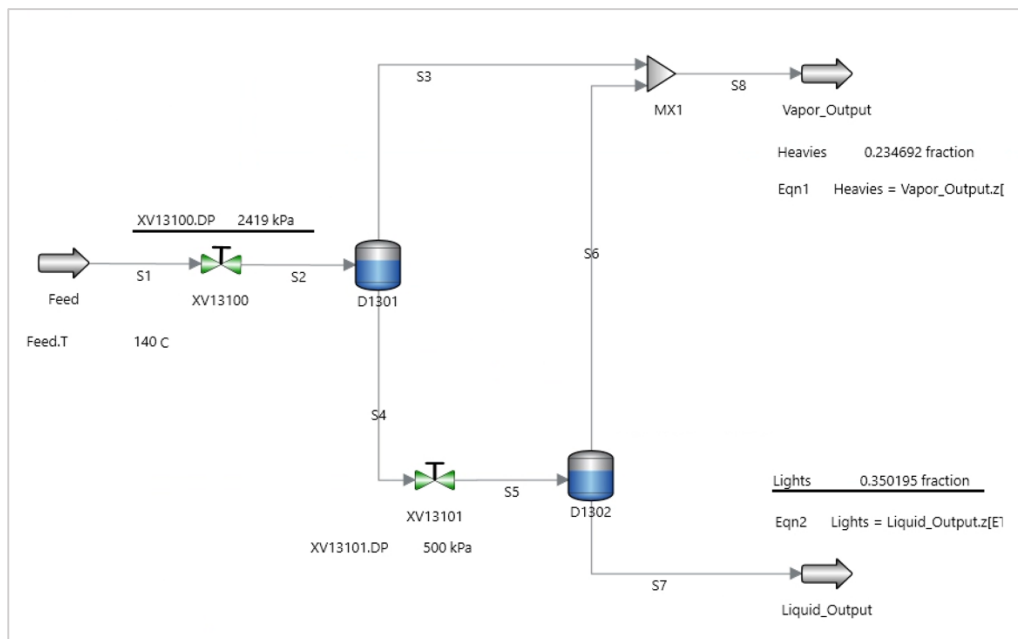 S3
S8
MX1
Vapor_Output
Heavies 0.234692 fraction
Eqn1 Heavies = Vapor_Output.z[
XV13100.DP 2419 kPa
S6
S1
S2
Feed
XV13100
D1301
Feed.T 140 C
S4
Lights 0.350195 fraction
S5
XV13101
D1302
Eqn2 Lights = Liquid_Output.z[ET
XV13101.DP 500 kPa
S7
Liquid_Output